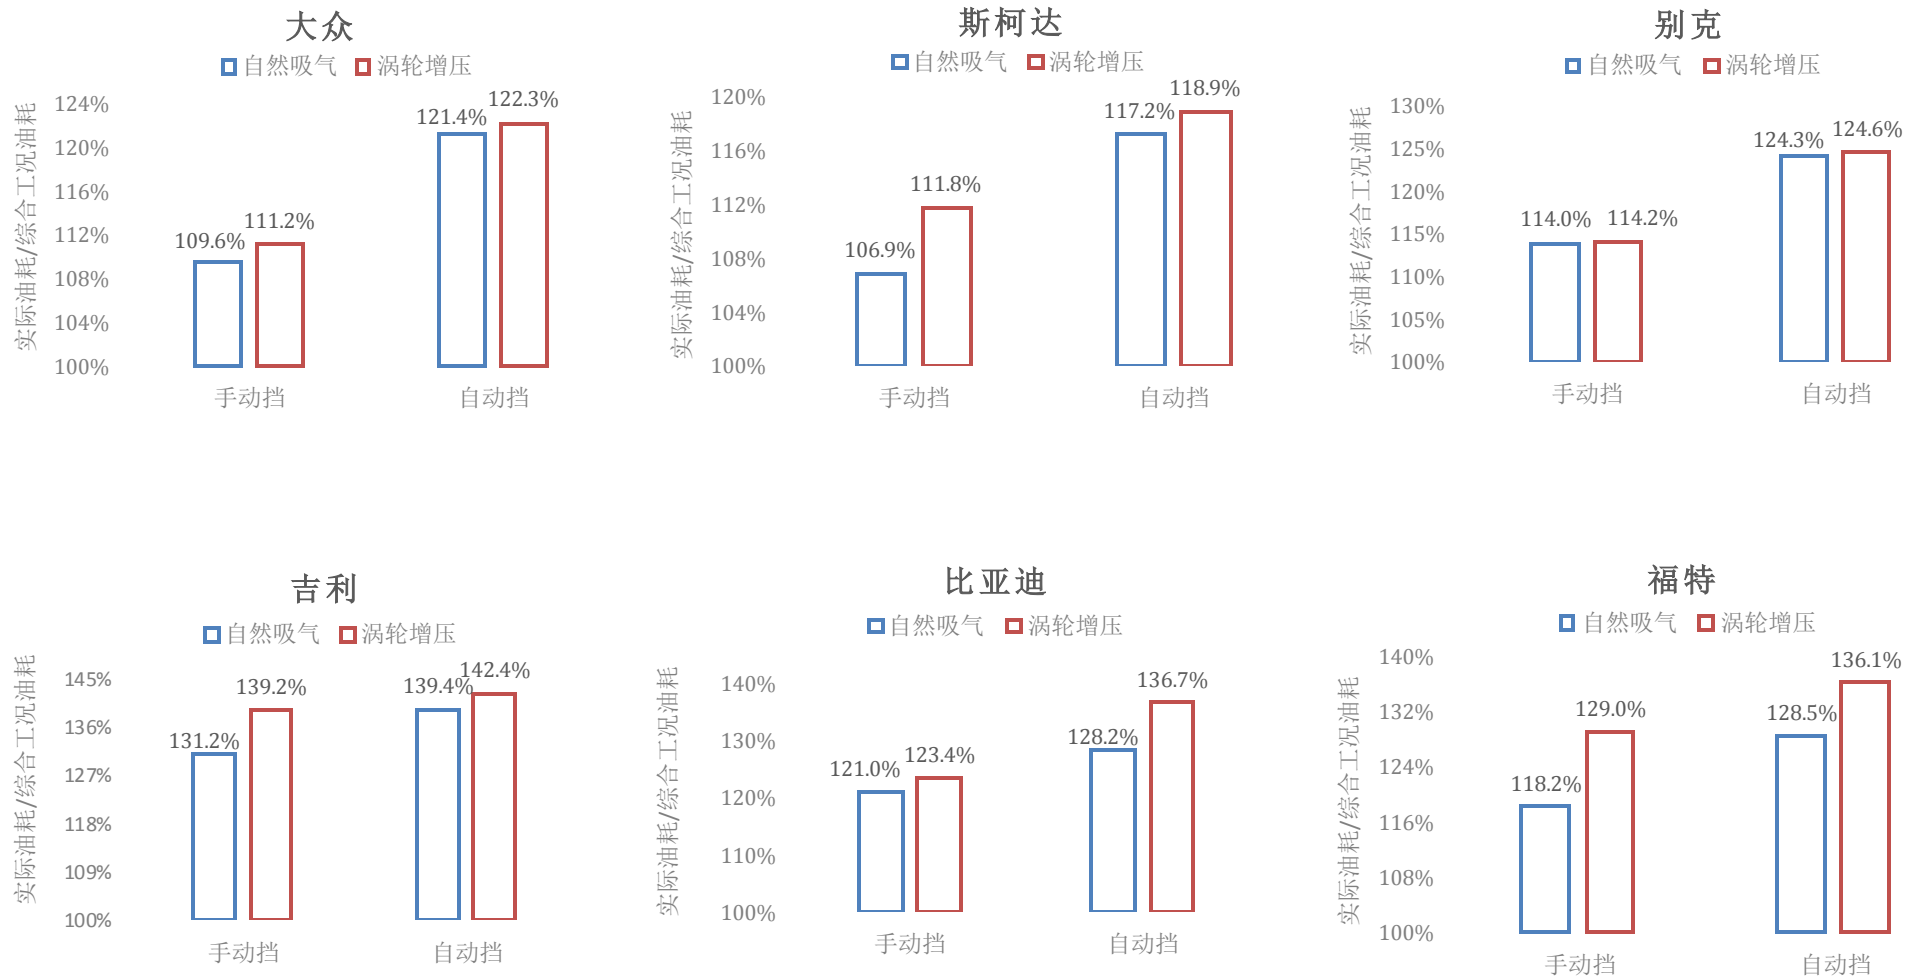 大众
自然吸气 涡轮增压
实际油耗/综合工况油耗
124%
120%
116%
112%
108%
104%
100%
109.6%
111.2%
121.4%
122.3%
手动挡 自动挡
斯柯达
自然吸气 涡轮增压
实际油耗/综合工况油耗
120%
116%
112%
108%
104%
100%
106.9%
111.8%
117.2%
118.9%
手动挡 自动挡
别克
自然吸气 涡轮增压
实际油耗/综合工况油耗
130%
125%
120%
115%
110%
105%
100%
114.0%
114.2%
124.3%
124.6%
手动挡 自动挡
吉利
自然吸气 涡轮增压
实际油耗/综合工况油耗
145%
136%
127%
118%
109%
100%
131.2%
139.2%
139.4%
142.4%
手动挡 自动挡
比亚迪
自然吸气 涡轮增压
实际油耗/综合工况油耗
140%
130%
120%
110%
100%
121.0%
123.4%
128.2%
136.7%
手动挡 自动挡
福特
自然吸气 涡轮增压
实际油耗/综合工况油耗
140%
132%
124%
116%
108%
100%
118.2%
129.0%
128.5%
136.1%
手动挡 自动挡